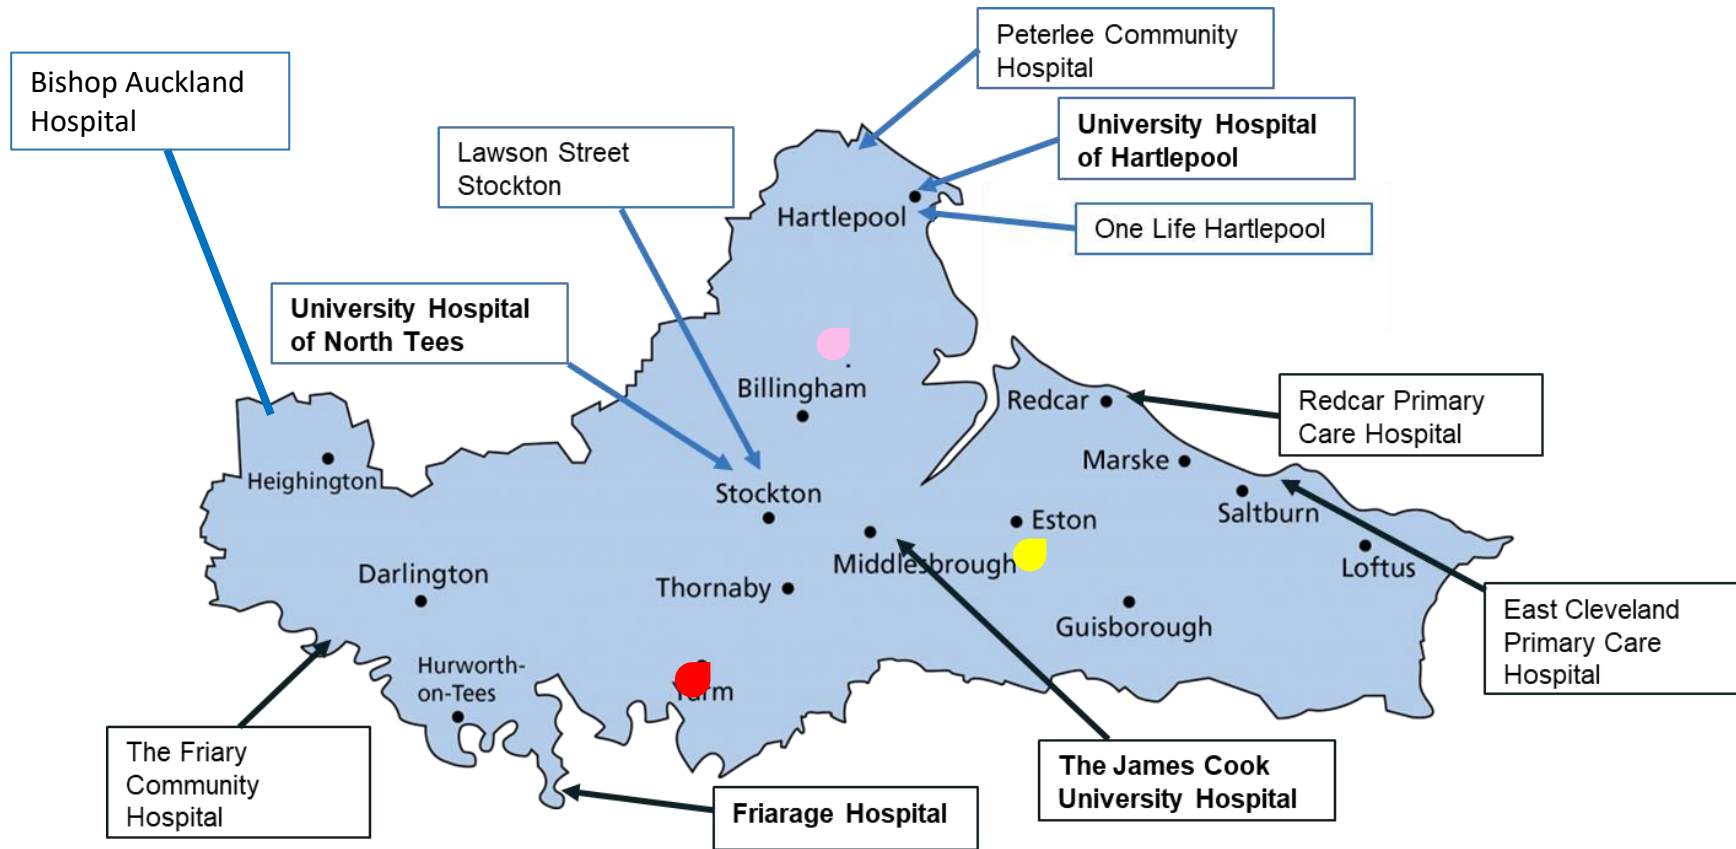 Peterlee Community
Hospital
Bishop Auckland
Hospital
University Hospital
of Hartlepool
Lawson Street
Stockton
Hartlepool
One Life Hartlepool
University Hospital
of North Tees
Billingham
Redcar
Redcar Primary
Care Hospital
Marske
Heighington
Stockton
Saltburn
Eston
Middlesbrough
Loftus
Darlington
Thornaby
Guisborough
East Cleveland
Primary Care
Hospital
Hurworth-
on-Tees
Yarm
The Friary
Community
Hospital
The James Cook
University Hospital
Friarage Hospital